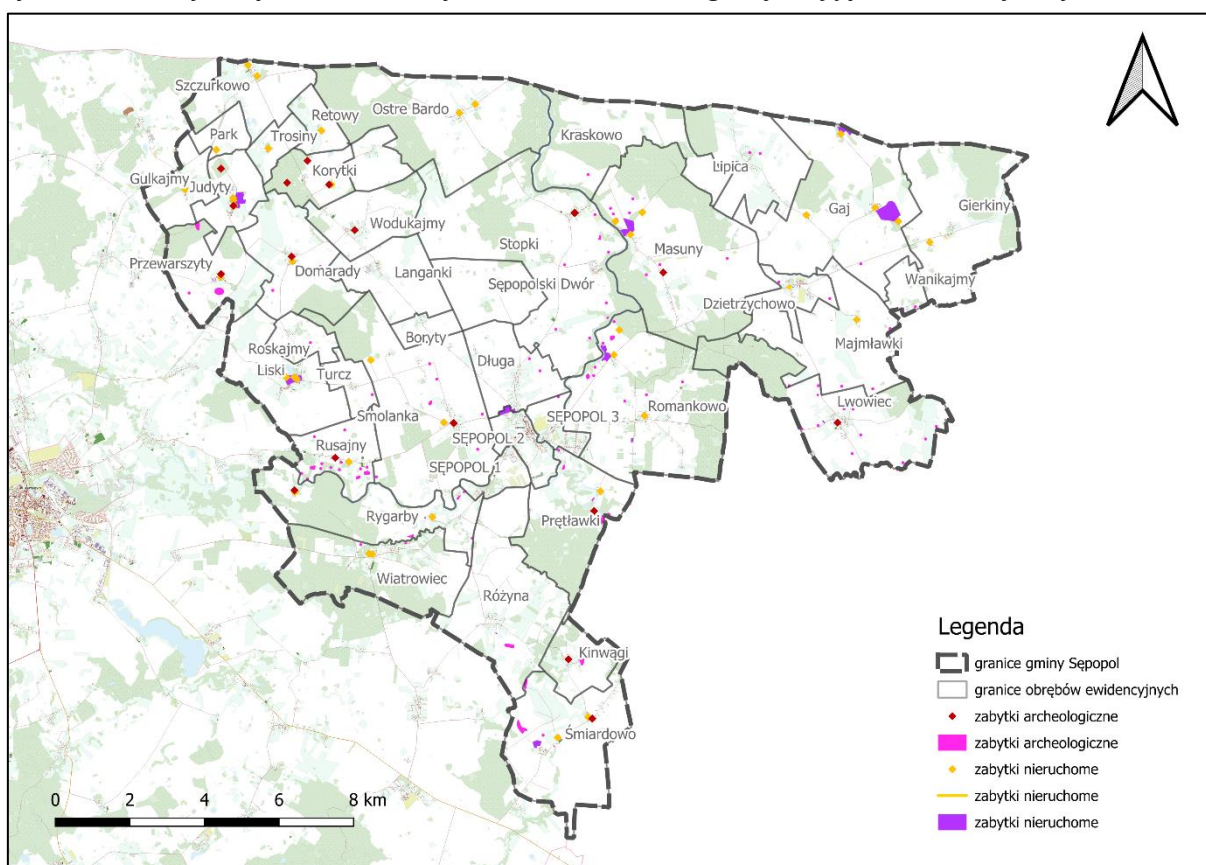 Szczurkowo
Ostre Bardo
Retowy
Park
Trosiny
Kraskowo
Lipica
Korytki
Gulkajmy
Judyty
Gaj
Gierkiny
Wodukajmy
Stopki
Masuny
Przewarszyty
Domarady
Langanki
Sępopolski Dwór
Wanikajmy
Dzietrzychowo
Boryty
Majmławki
Roskajmy
Długa
Liski
Turcz
Lwowiec
Romankowo
Smolanka
SĘPOPOL 3
SĘPOPOL 2
Rusajny
SĘPOPOL 1
Rygarby
Prętławki
Wiatrowiec
Różyna
Kinwągi
Śmiardowo
Legenda
granice gminy Sępopol
granice obrębów ewidencyjnych
zabytki archeologiczne
zabytki archeologiczne
zabytki nieruchome
zabytki nieruchome
zabytki nieruchome
0 2 4 6 8 km